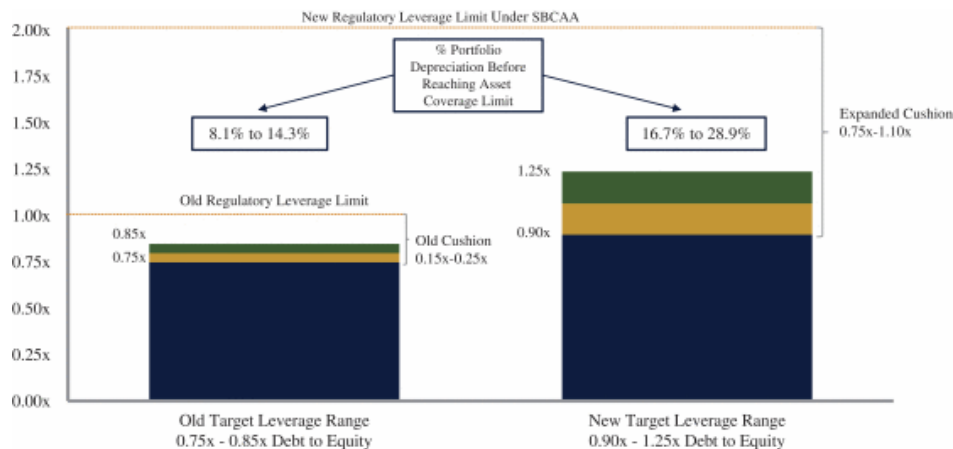 New Regulatory Leverage Limit Under SBCAA
2.00x
1.75x
1.50x
1.25x
1.00x
0.75x
0.50x
0.25x
0.00x
% Portfolio
Depreciation Before
Reaching Asset
Coverage Limit
8.1% to 14.3%
16.7% to 28.9%
Expanded Cushion
0.75x-1.10x
Old Regulatory Leverage Limit
0.85x
0.75x
Old Cushion
0.15x-0.25x
1.25x
0.90x
Old Target Leverage Range
0.75x - 0.85x Debt to Equity
New Target Leverage Range
0.90x - 1.25x Debt to Equity